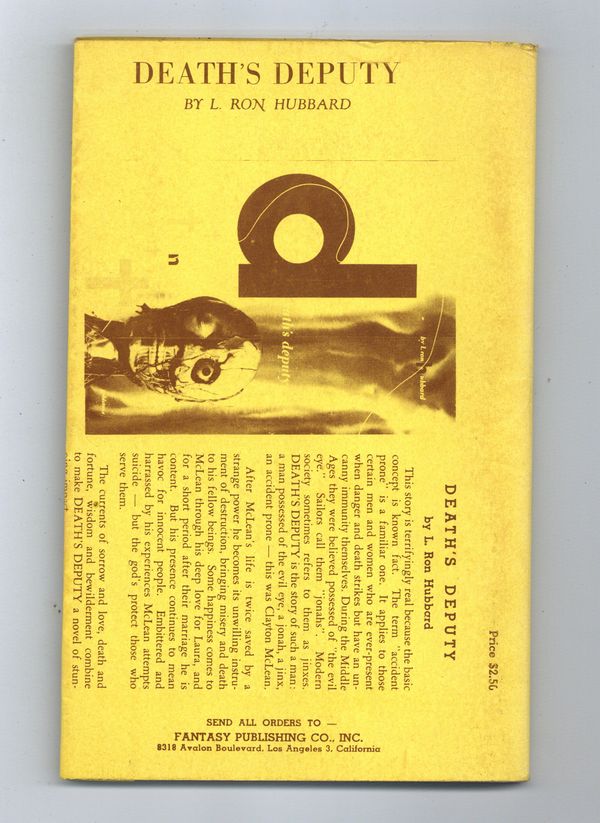 DEATH'S DEPUTY
BY L. RON HUBBARD
d
n
th's deputy
by l. ron hubbard
Price $2.50
DEATH'S DEPUTY
by L. Ron Hubbard
This story is terrifyingly real because the basic
concept is known fact. The term "accident
prone" is a familiar one. It applies to those
certain men and women who are ever-present
when danger and death strikes but have an un-
canny immunity themselves. During the Middle
Ages they were believed possessed of "the evil
eye." Sailors call them "jonahs". Modern
society sometimes refers to them as jinxes.
DEATH'S DEPUTY is the story of such a man:
a man possessed of the evil eye, a jonah, a jinx,
an accident prone — this was Clayton McLean.
After McLean's life is twice saved by a
strange power he becomes its unwilling instru-
ment of destruction, bringing misery and death
to his fellow beings. Some happiness comes to
McLean through his deep love for Laura, and
for a short period after their marriage he is
content. But his presence continues to mean
havoc for innocent people. Embittered and
harrassed by his experiences McLean attempts
suicide — but the god's protect those who
serve them.
The currents of sorrow and love, death and
fortune, wisdom and bewilderment combine
to make DEATH'S DEPUTY a novel of stun-
SEND ALL ORDERS TO —
FANTASY PUBLISHING CO., INC.
8318 Avalon Boulevard, Los Angeles 3, California